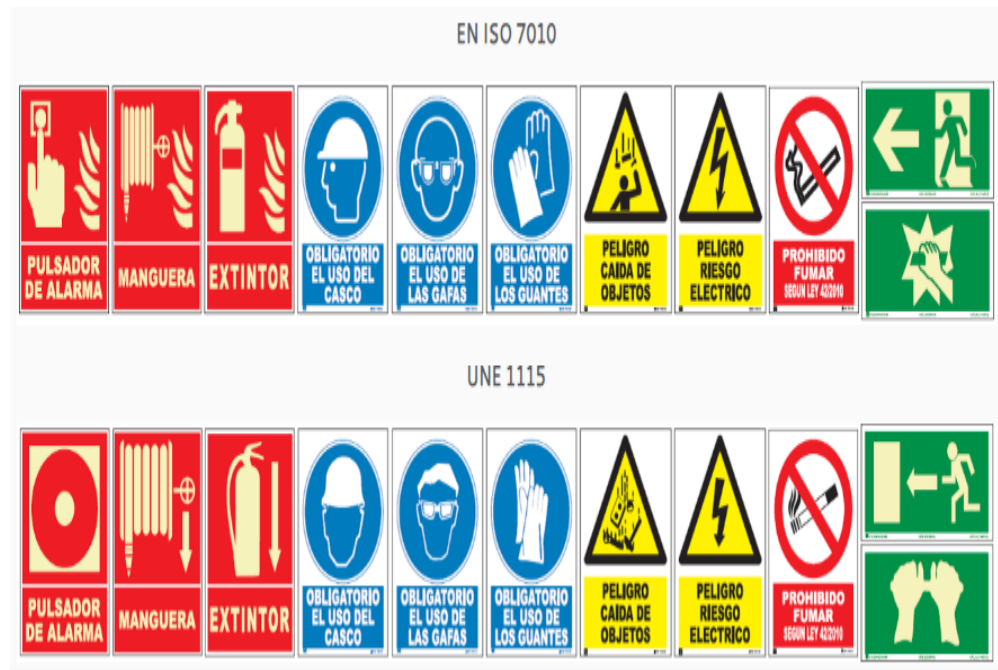 EN ISO 7010
PULSADOR
DE ALARMA
MANGUERA
EXTINTOR
OBLIGATORIO
EL USO DEL
CASCO
OBLIGATORIO
EL USO DE
LAS GAFAS
OBLIGATORIO
EL USO DE
LOS GUANTES
PELIGRO
CAIDA DE
OBJETOS
PELIGRO
RIESGO
ELECTRICO
PROHIBIDO
FUMAR
SEGUN LEY 42/2010
UNE 1115
PULSADOR
DE ALARMA
MANGUERA
EXTINTOR
OBLIGATORIO
EL USO DEL
CASCO
OBLIGATORIO
EL USO DE
LAS GAFAS
OBLIGATORIO
EL USO DE
LOS GUANTES
PELIGRO
CAIDA DE
OBJETOS
PELIGRO
RIESGO
ELECTRICO
PROHIBIDO
FUMAR
SEGUN LEY 42/2010